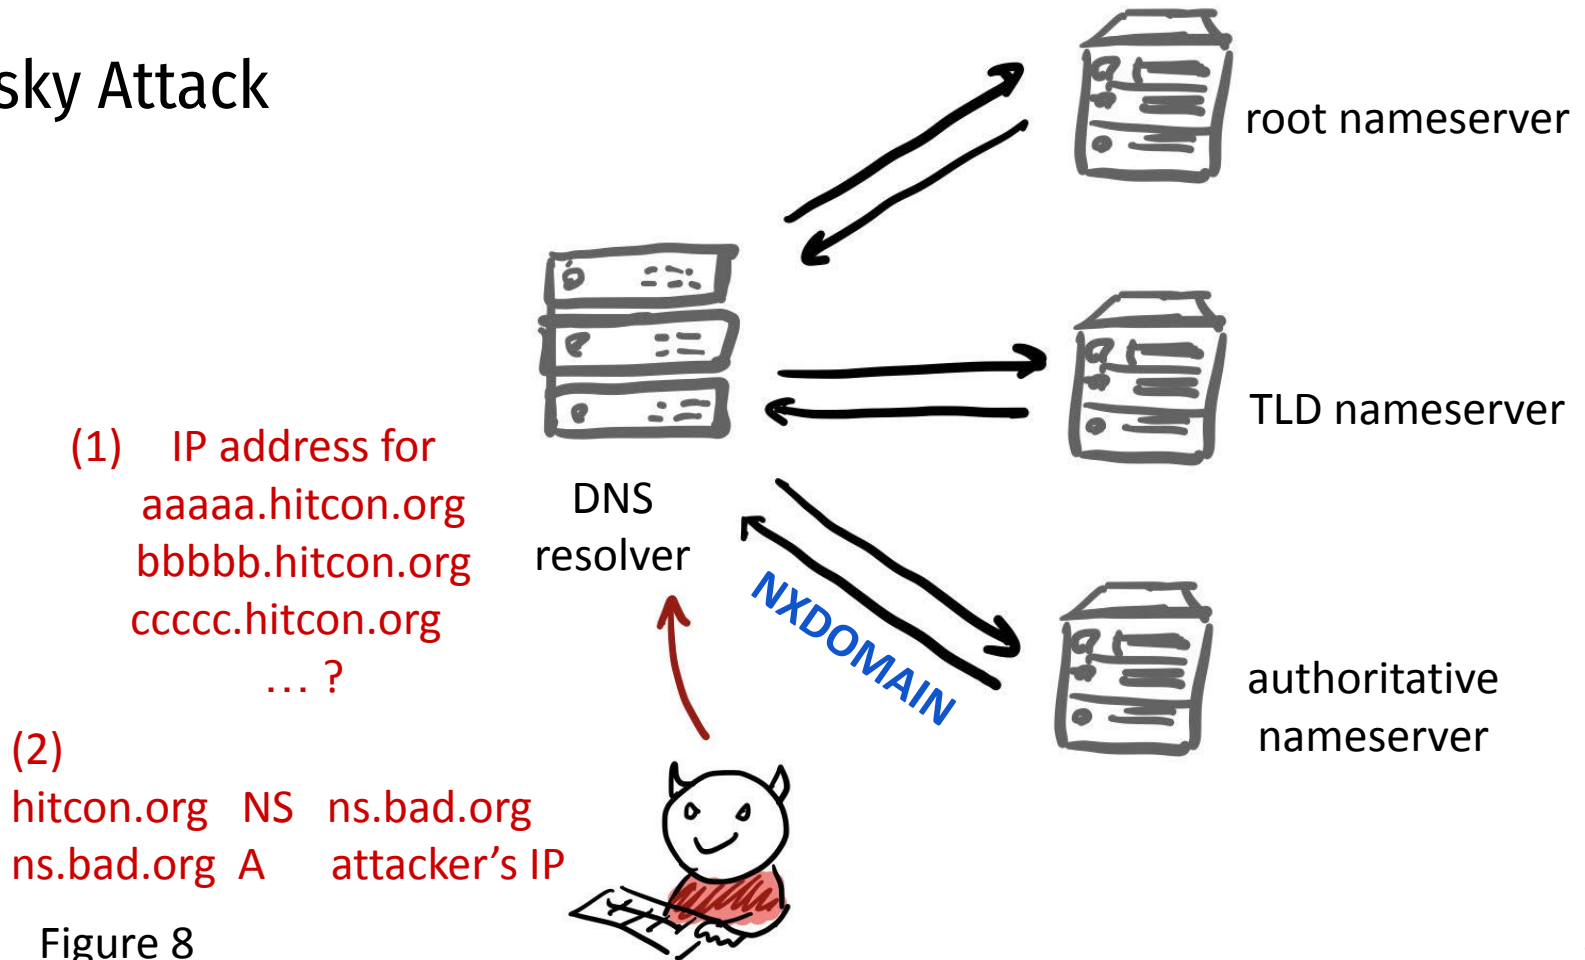 sky Attack
root nameserver
TLD nameserver
(1) IP address for
aaaaa.hitcon.org
bbbbb.hitcon.org
ccccc.hitcon.org
... ?
DNS
resolver
NXDOMAIN
authoritative
nameserver
(2)
hitcon.org NS ns.bad.org
ns.bad.org A attacker’s IP
Figure 8